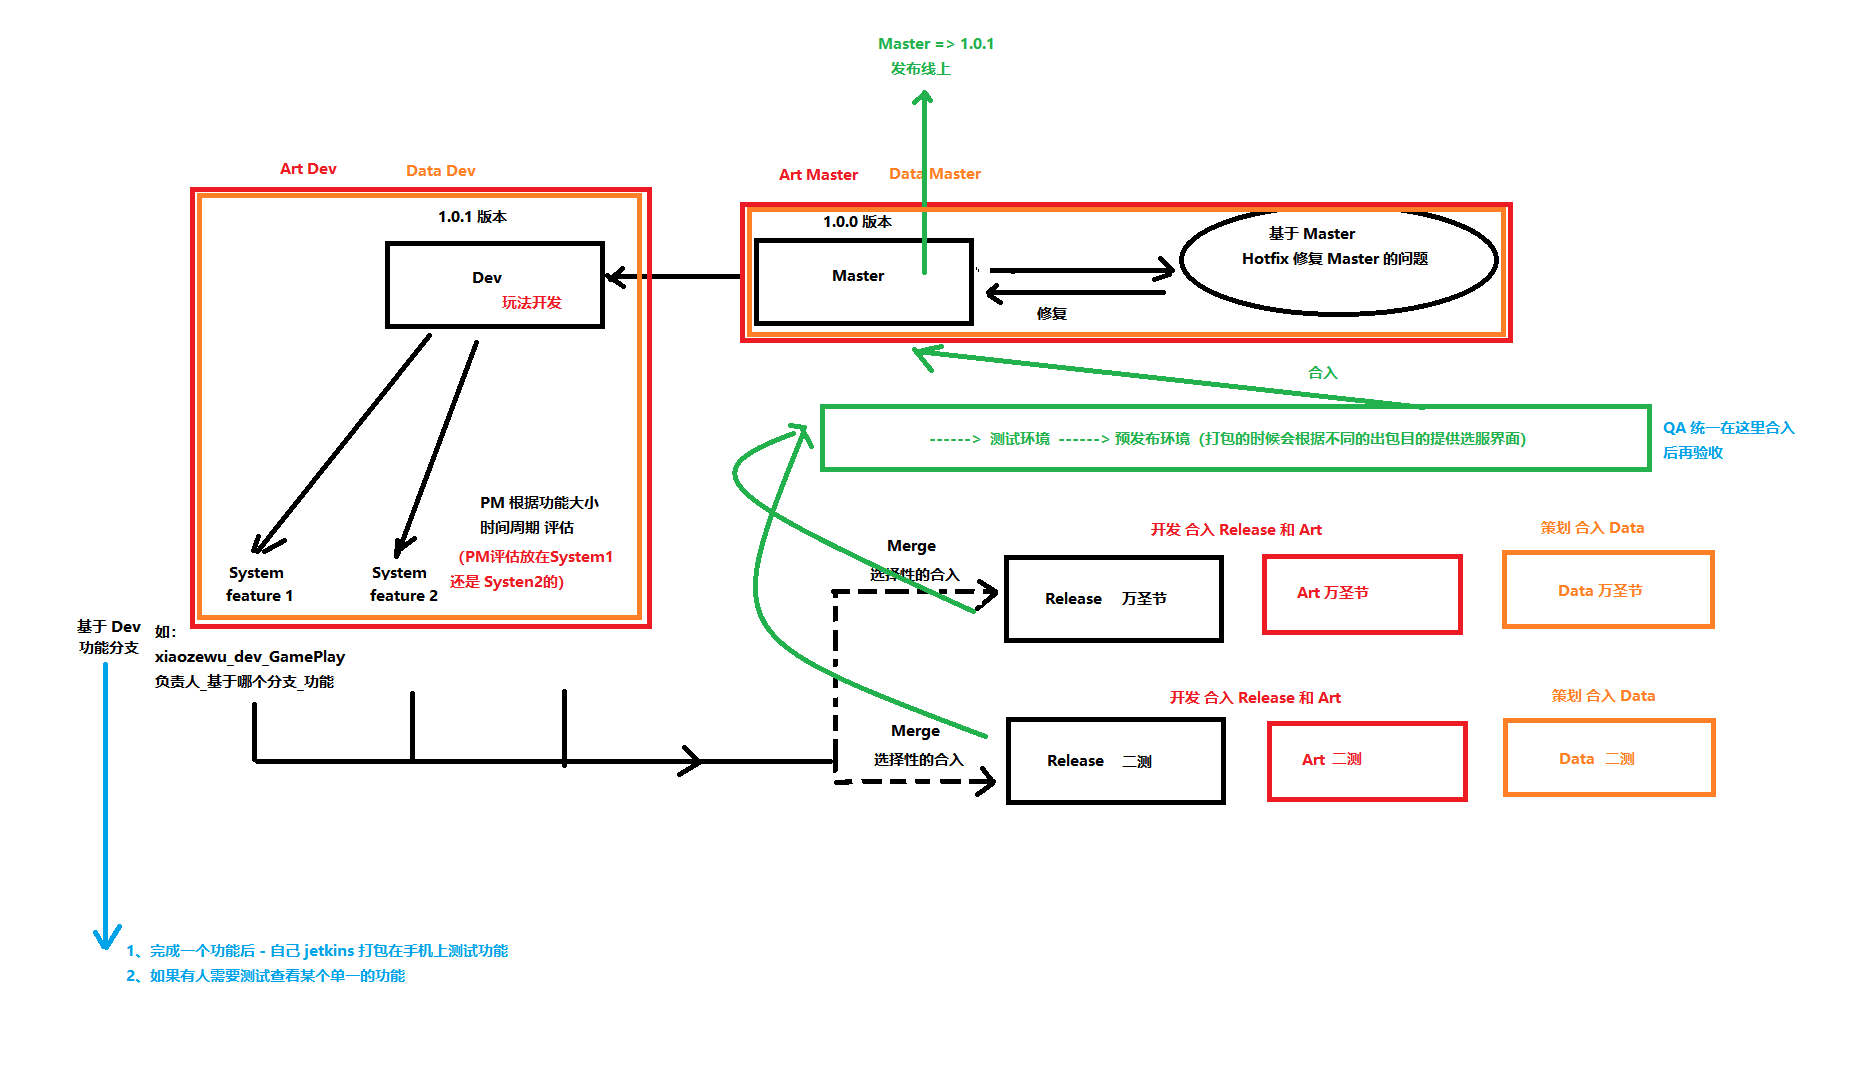 Master => 1.0.1
发布线上
Art Dev
Data Dev
Art Master
Data Master
1.0.1 版本
1.0.0 版本
Dev
玩法开发
Master
基于 Master
Hotfix 修复 Master 的问题
修复
合入
------> 测试环境 ------> 预发布环境 (打包的时候会根据不同的出包目的提供选服界面)
QA 统一在这里合入
后再验收
PM 根据功能大小
时间周期 评估
(PM评估放在System1
还是 Systen2的)
System
feature 1
System
feature 2
开发 合入 Release 和 Art
策划 合入 Data
Merge
选择性的合入
Release 万圣节
Art 万圣节
Data 万圣节
基于 Dev
功能分支
如：
xiaozewu_dev_GamePlay
负责人_基于哪个分支_功能
开发 合入 Release 和 Art
策划 合入 Data
Merge
选择性的合入
Release 二测
Art 二测
Data 二测
1、完成一个功能后 - 自己 jetkins 打包在手机上测试功能
2、如果有人需要测试查看某个单一的功能